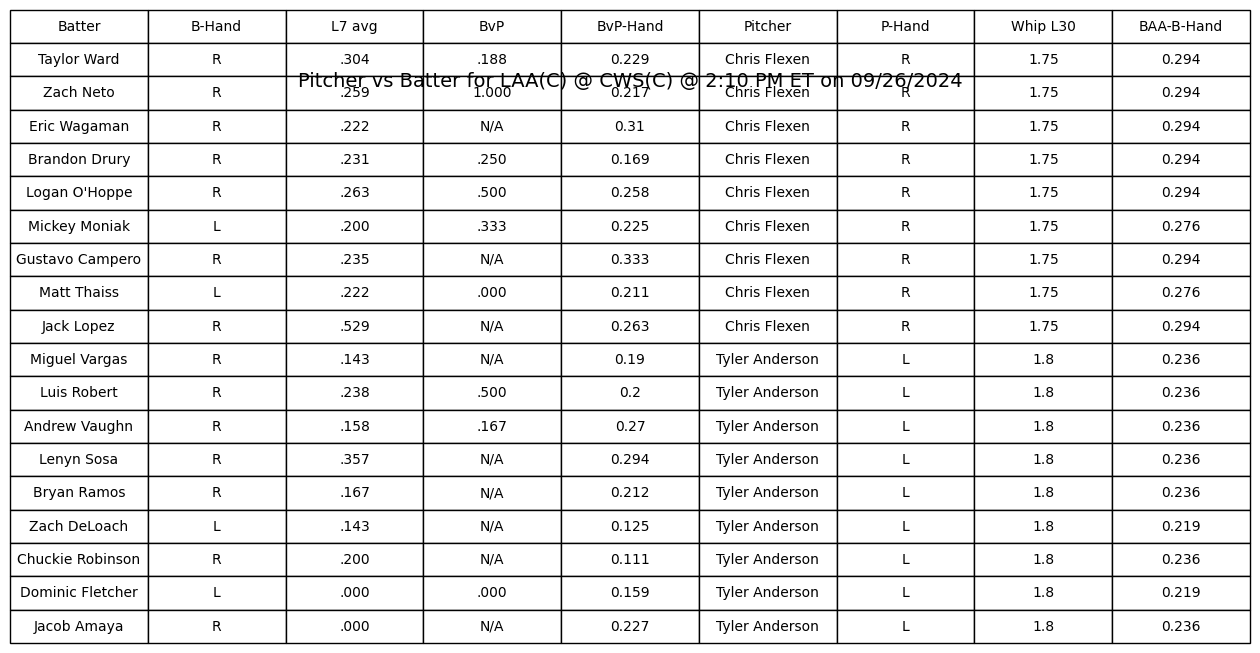 Batter B-Hand L7 avg BvP BvP-Hand Pitcher P-Hand Whip L30 BAA-B-Hand
Taylor Ward R .304 .188 0.229 Chris Flexen R 1.75 0.294
Pitcher vs Batter for LAA(C) @ CWS(C) @ 2:10 PM ET on 09/26/2024
Zach Neto R .259 1.000 0.217 Chris Flexen R 1.75 0.294
Eric Wagaman R .222 N/A 0.31 Chris Flexen R 1.75 0.294
Brandon Drury R .231 .250 0.169 Chris Flexen R 1.75 0.294
Logan O'Hoppe R .263 .500 0.258 Chris Flexen R 1.75 0.294
Mickey Moniak L .200 .333 0.225 Chris Flexen R 1.75 0.276
Gustavo Campero R .235 N/A 0.333 Chris Flexen R 1.75 0.294
Matt Thaiss L .222 .000 0.211 Chris Flexen R 1.75 0.276
Jack Lopez R .529 N/A 0.263 Chris Flexen R 1.75 0.294
Miguel Vargas R .143 N/A 0.19 Tyler Anderson L 1.8 0.236
Luis Robert R .238 .500 0.2 Tyler Anderson L 1.8 0.236
Andrew Vaughn R .158 .167 0.27 Tyler Anderson L 1.8 0.236
Lenyn Sosa R .357 N/A 0.294 Tyler Anderson L 1.8 0.236
Bryan Ramos R .167 N/A 0.212 Tyler Anderson L 1.8 0.236
Zach DeLoach L .143 N/A 0.125 Tyler Anderson L 1.8 0.219
Chuckie Robinson R .200 N/A 0.111 Tyler Anderson L 1.8 0.236
Dominic Fletcher L .000 .000 0.159 Tyler Anderson L 1.8 0.219
Jacob Amaya R .000 N/A 0.227 Tyler Anderson L 1.8 0.236